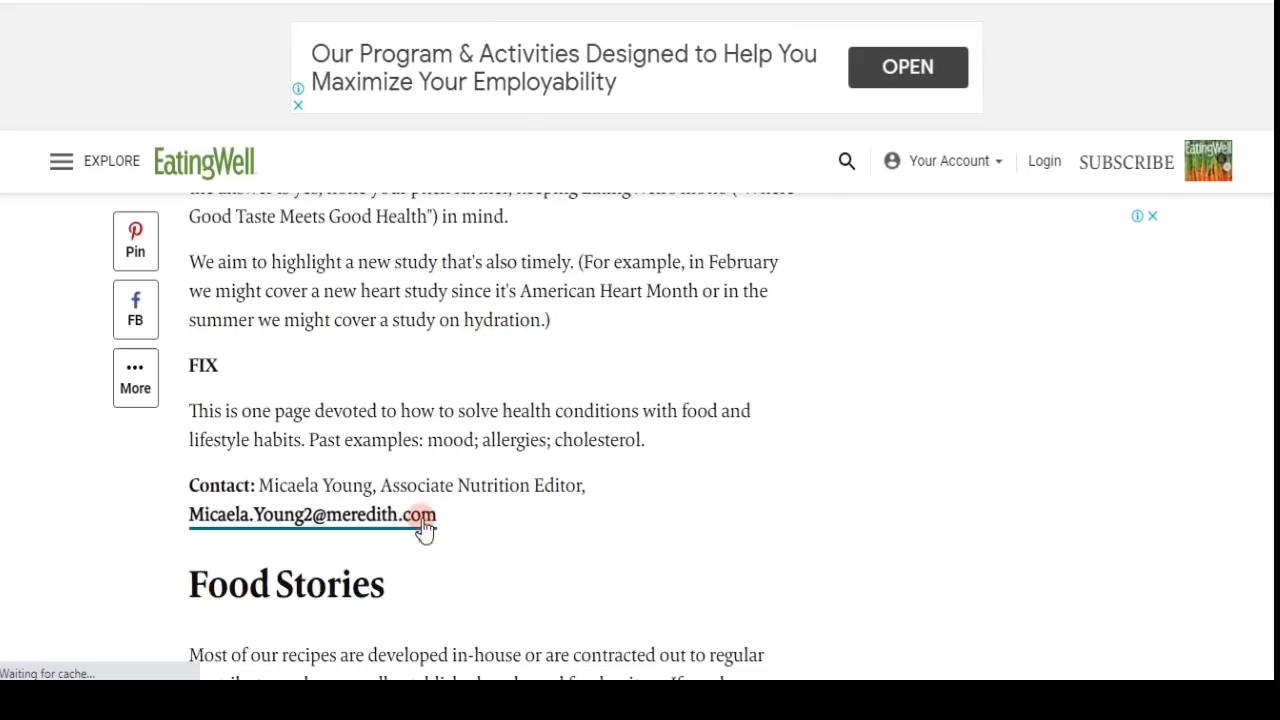 Our Program & Activities Designed to Help You
Maximize Your Employability
OPEN
EXPLORE
EatingWell
Your Account
Login
SUBSCRIBE
EatingWell
Good Taste Meets Good Health") in mind.
Pin
We aim to highlight a new study that's also timely. (For example, in February
we might cover a new heart study since it's American Heart Month or in the
summer we might cover a study on hydration.)
FB
FIX
More
This is one page devoted to how to solve health conditions with food and
lifestyle habits. Past examples: mood; allergies; cholesterol.
Contact: Micaela Young, Associate Nutrition Editor,
Micaela.Young2@meredith.com
Food Stories
Most of our recipes are developed in-house or are contracted out to regular
Waiting for cache...